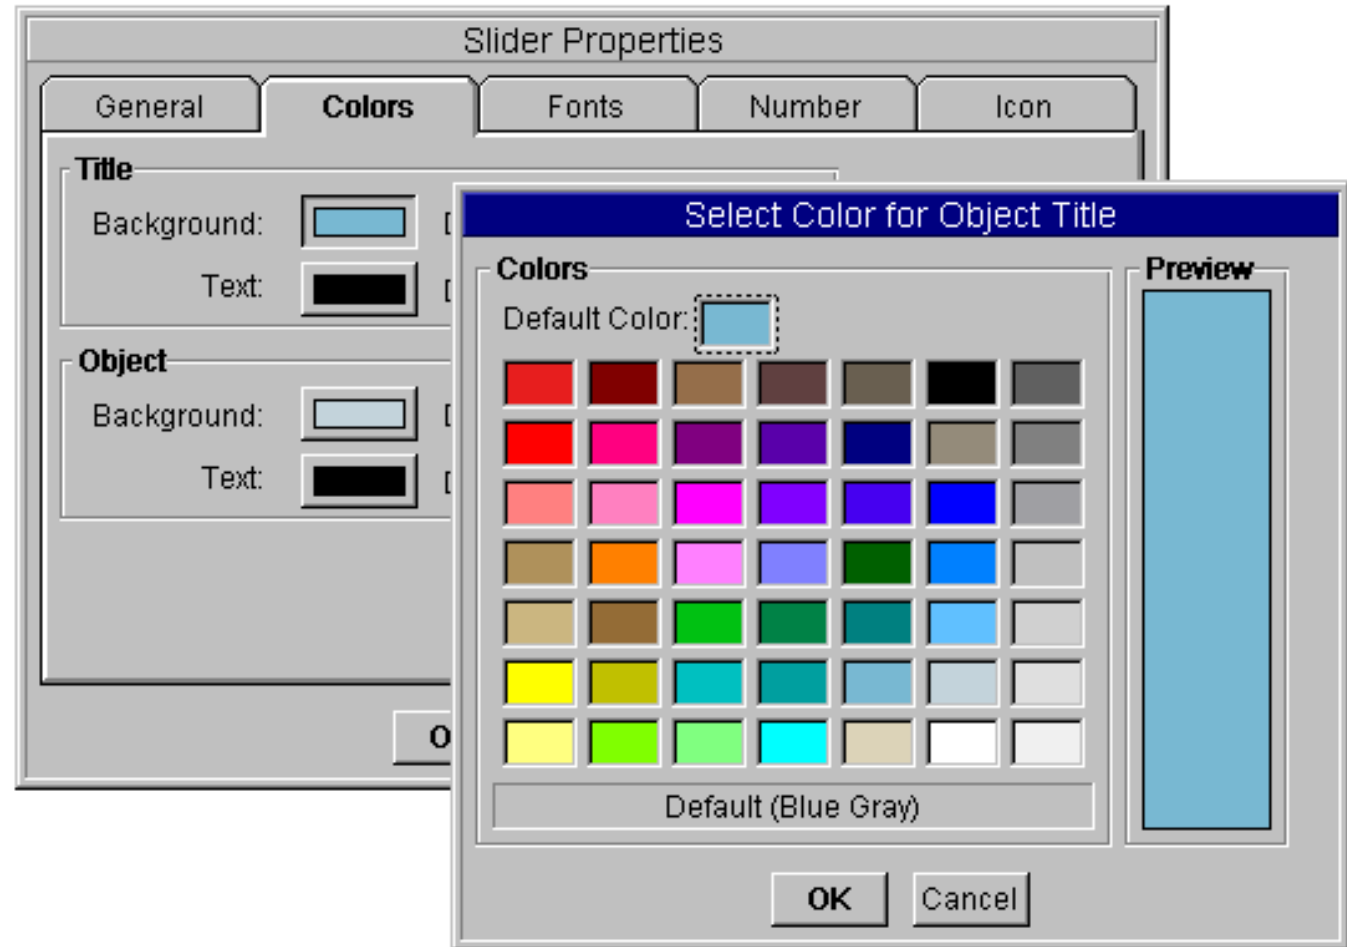 Slider Properties
General Colors Fonts Number Icon
Title
Background:
Text:
Object
Background:
Text:
Select Color for Object Title
Colors
Default Color:
Preview
Default (Blue Gray)
OK Cancel